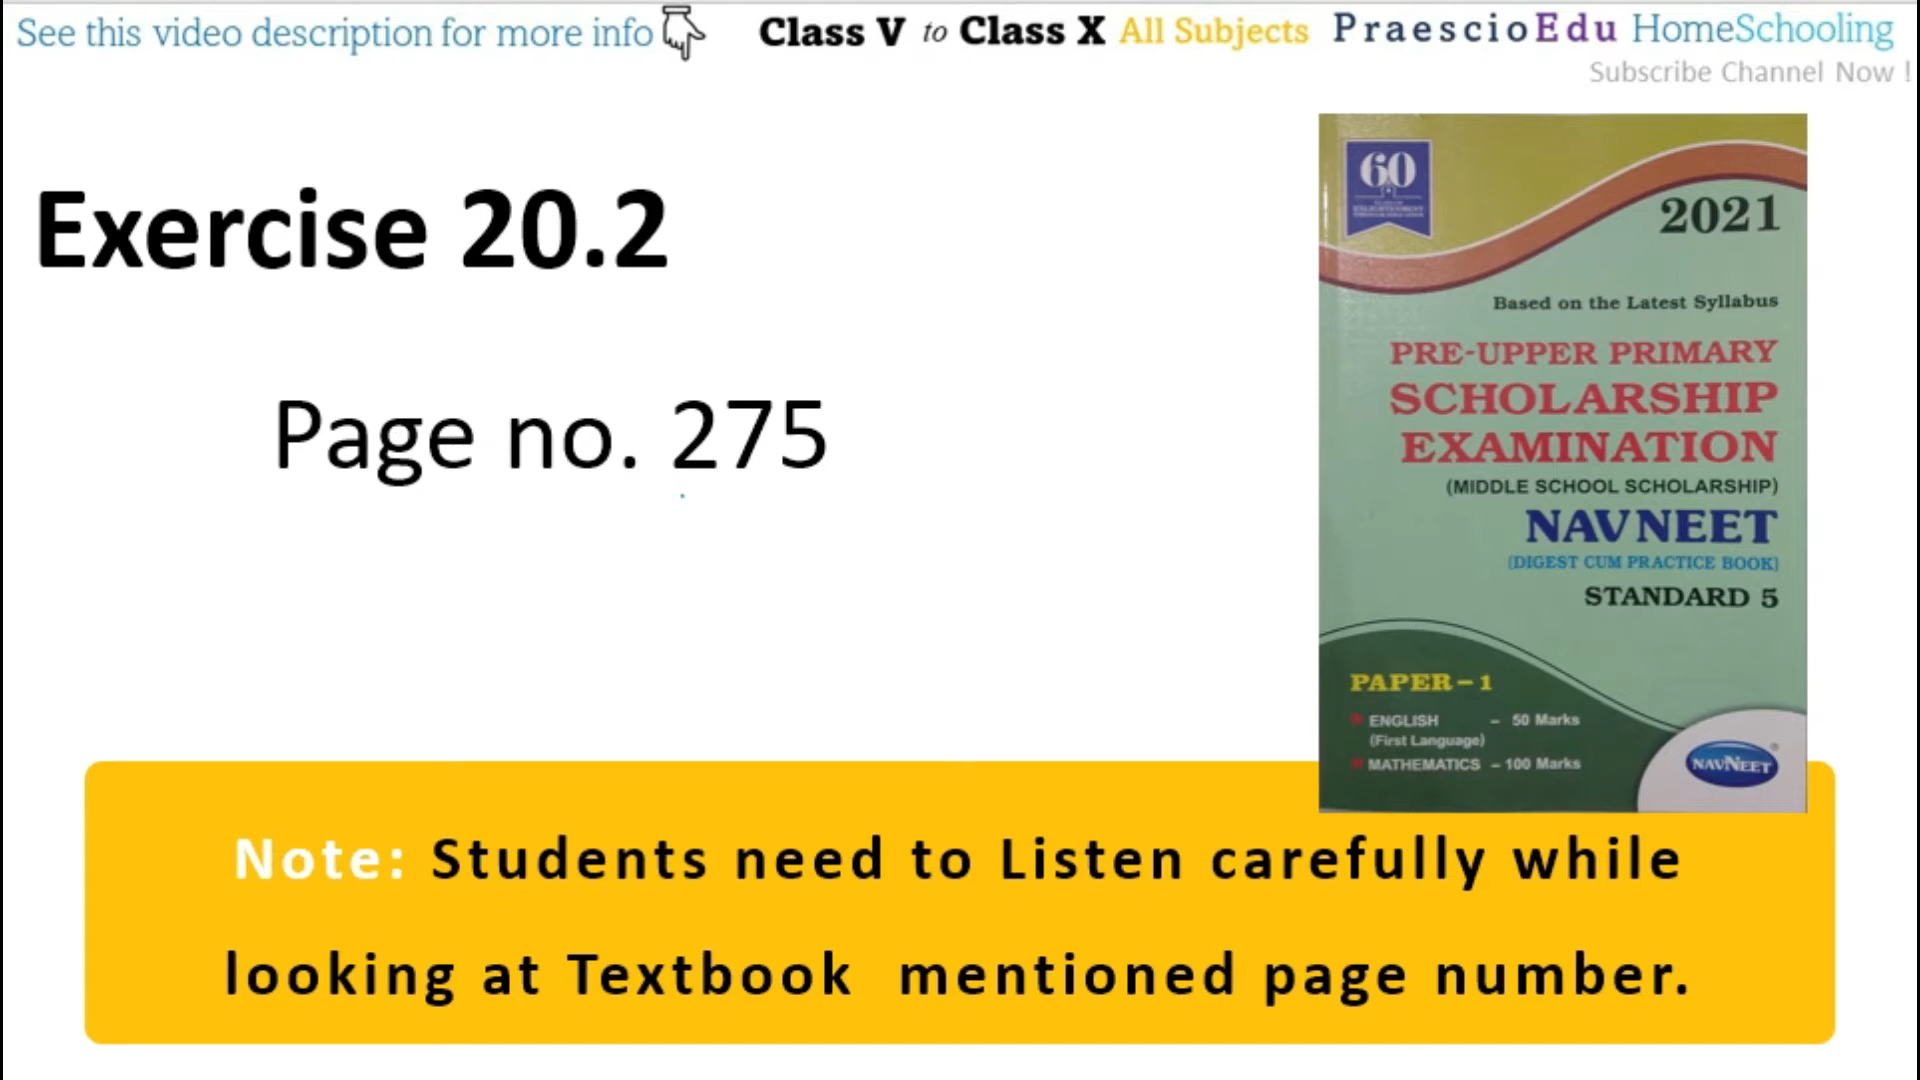 See this video description for more info
Class V to Class X All Subjects PraescioEdu HomeSchooling
Subscribe Channel Now !
Exercise 20.2
Page no. 275
60
2021
Based on the Latest Syllabus
PRE-UPPER PRIMARY
SCHOLARSHIP
EXAMINATION
(MIDDLE SCHOOL SCHOLARSHIP)
NAVNEET
(DIGEST CUM PRACTICE BOOK)
STANDARD 5
PAPER – 1
ENGLISH – 50 Marks
(First Language)
MATHEMATICS – 100 Marks
NAVNEET
Note: Students need to Listen carefully while
looking at Textbook mentioned page number.